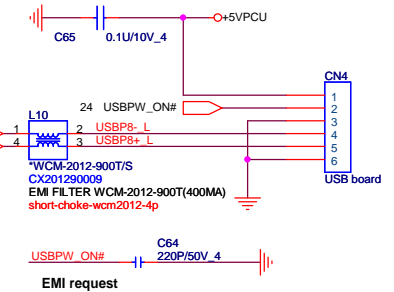 +5VPCU
C65
0.1U/10V_4
CN4
24 USBPW_ON#
1
2
3
4
5
6
L10
1
2
USBP8-_L
4
3
USBP8+_L
*WCM-2012-900T/S
CX201290009
EMI FILTER WCM-2012-900T(400MA)
short-choke-wcm2012-4p
USB board
C64
USBPW_ON#
220P/50V_4
EMI request